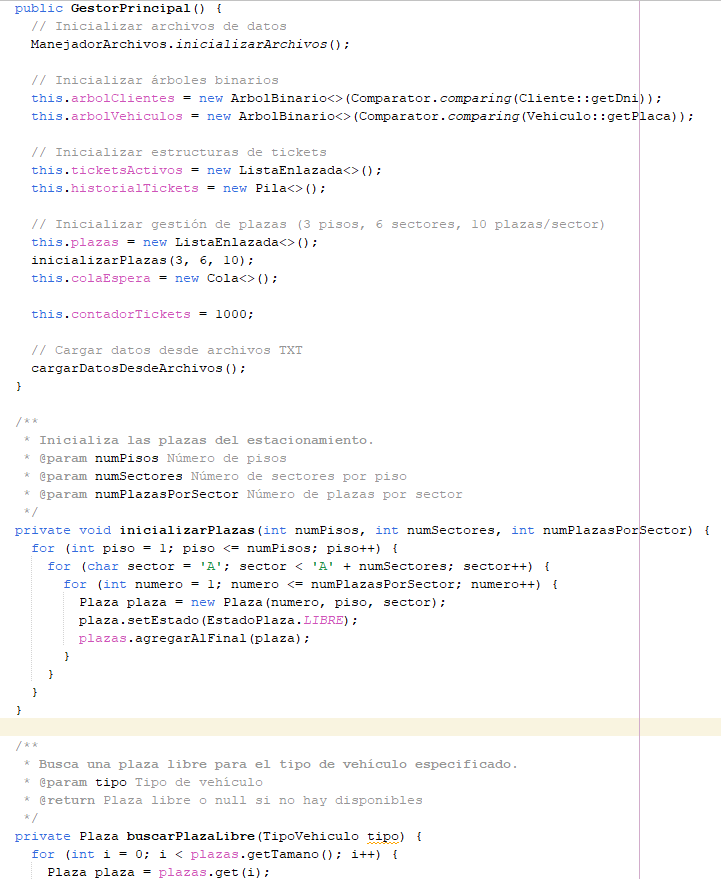 public GestorPrincipal() {
// Inicializar archivos de datos
ManejadorArchivos.inicializarArchivos();
// Inicializar árboles binarios
this.arbolClientes = new ArbolBinario<>(Comparator.comparing(Cliente::getDni));
this.arbolVehiculos = new ArbolBinario<>(Comparator.comparing(Vehiculo::getPlaca));
// Inicializar estructuras de tickets
this.ticketsActivos = new ListaEnlazada<>();
this.historialTickets = new Pila<>();
// Inicializar gestión de plazas (3 pisos, 6 sectores, 10 plazas/sector)
this.plazas = new ListaEnlazada<>();
inicializarPlazas(3, 6, 10);
this.colaEspera = new Cola<>();
this.contadorTickets = 1000;
// Cargar datos desde archivos TXT
cargarDatosDesdeArchivos();
}
/**
* Inicializa las plazas del estacionamiento.
* @param numPisos Número de pisos
* @param numSectores Número de sectores por piso
* @param numPlazasPorSector Número de plazas por sector
*/
private void inicializarPlazas(int numPisos, int numSectores, int numPlazasPorSector) {
for (int piso = 1; piso <= numPisos; piso++) {
for (char sector = 'A'; sector < 'A' + numSectores; sector++) {
for (int numero = 1; numero <= numPlazasPorSector; numero++) {
Plaza plaza = new Plaza(numero, piso, sector);
plaza.setEstado(EstadoPlaza.LIBRE);
plazas.agregarAlFinal(plaza);
}
}
}
}
/**
* Busca una plaza libre para el tipo de vehículo especificado.
* @param tipo Tipo de vehículo
* @return Plaza libre o null si no hay disponibles
*/
private Plaza buscarPlazaLibre(TipoVehiculo tipo) {
for (int i = 0; i < plazas.getTamano(); i++) {
Plaza plaza = plazas.get(i);